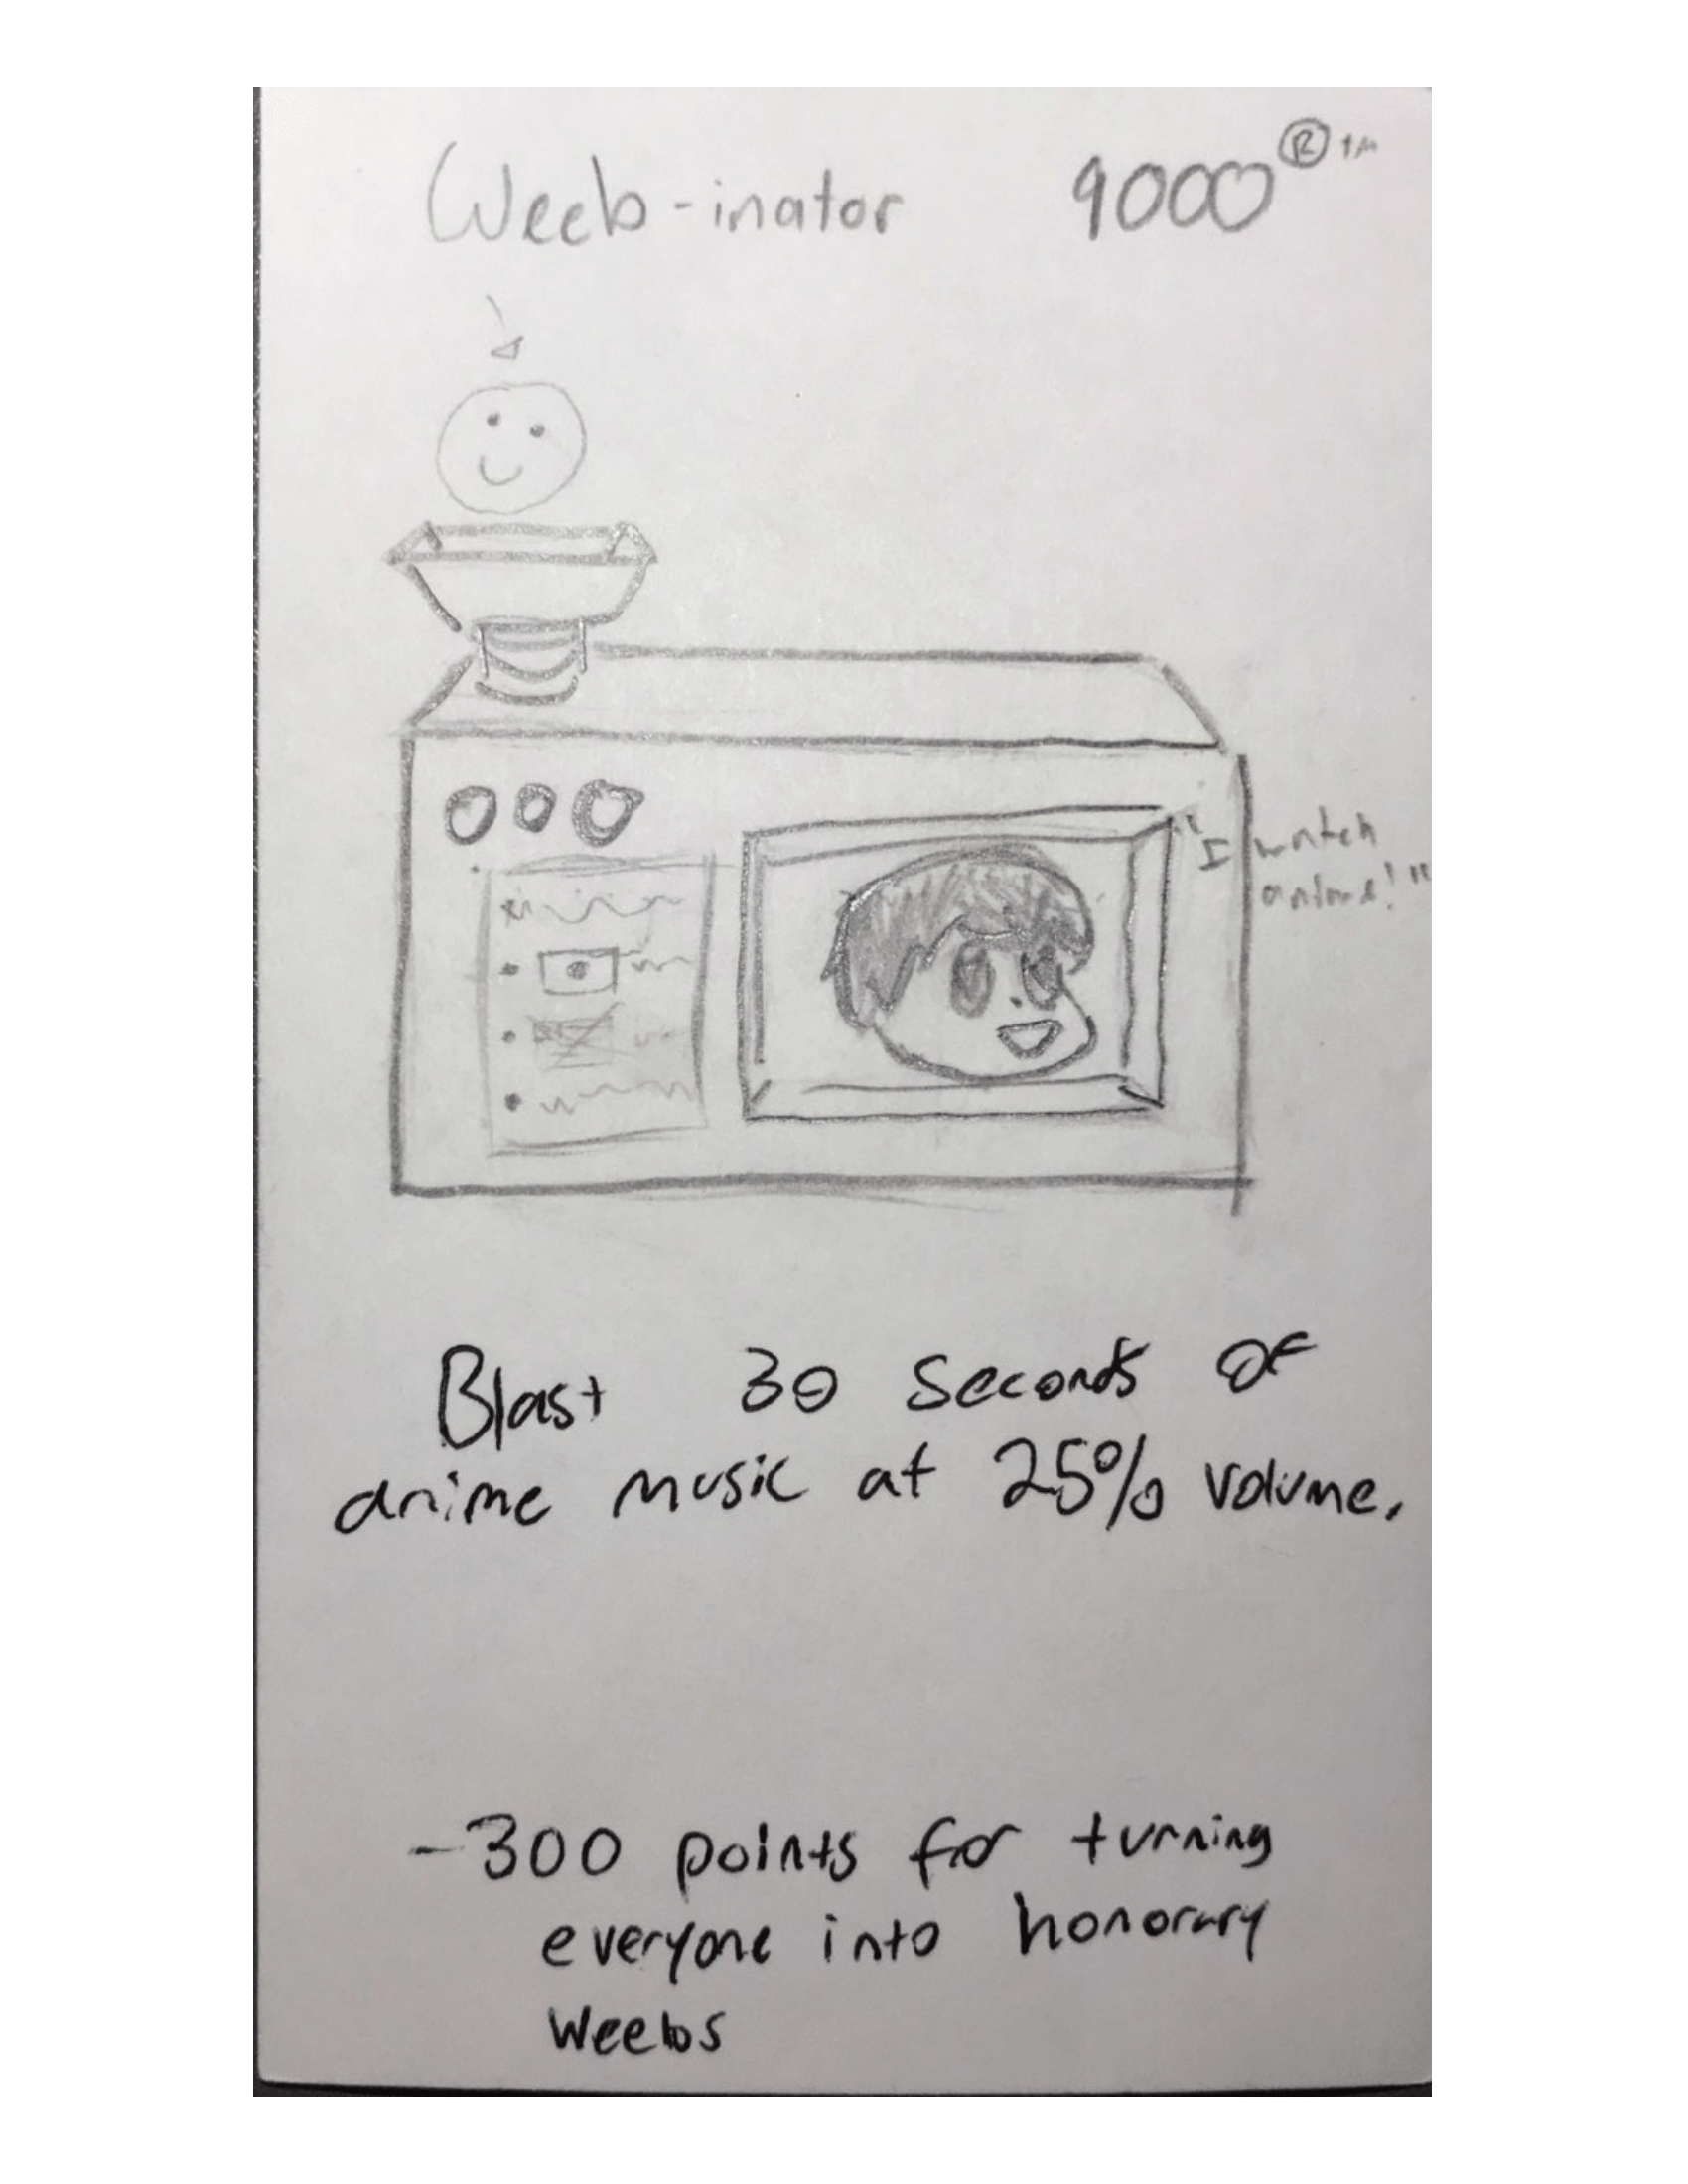 Weeb-inator 9000 ® TM
"I watch
anime!"
Blast 30 seconds of
anime music at 25% volume.
-300 points for turning
everyone into honorary
weebs